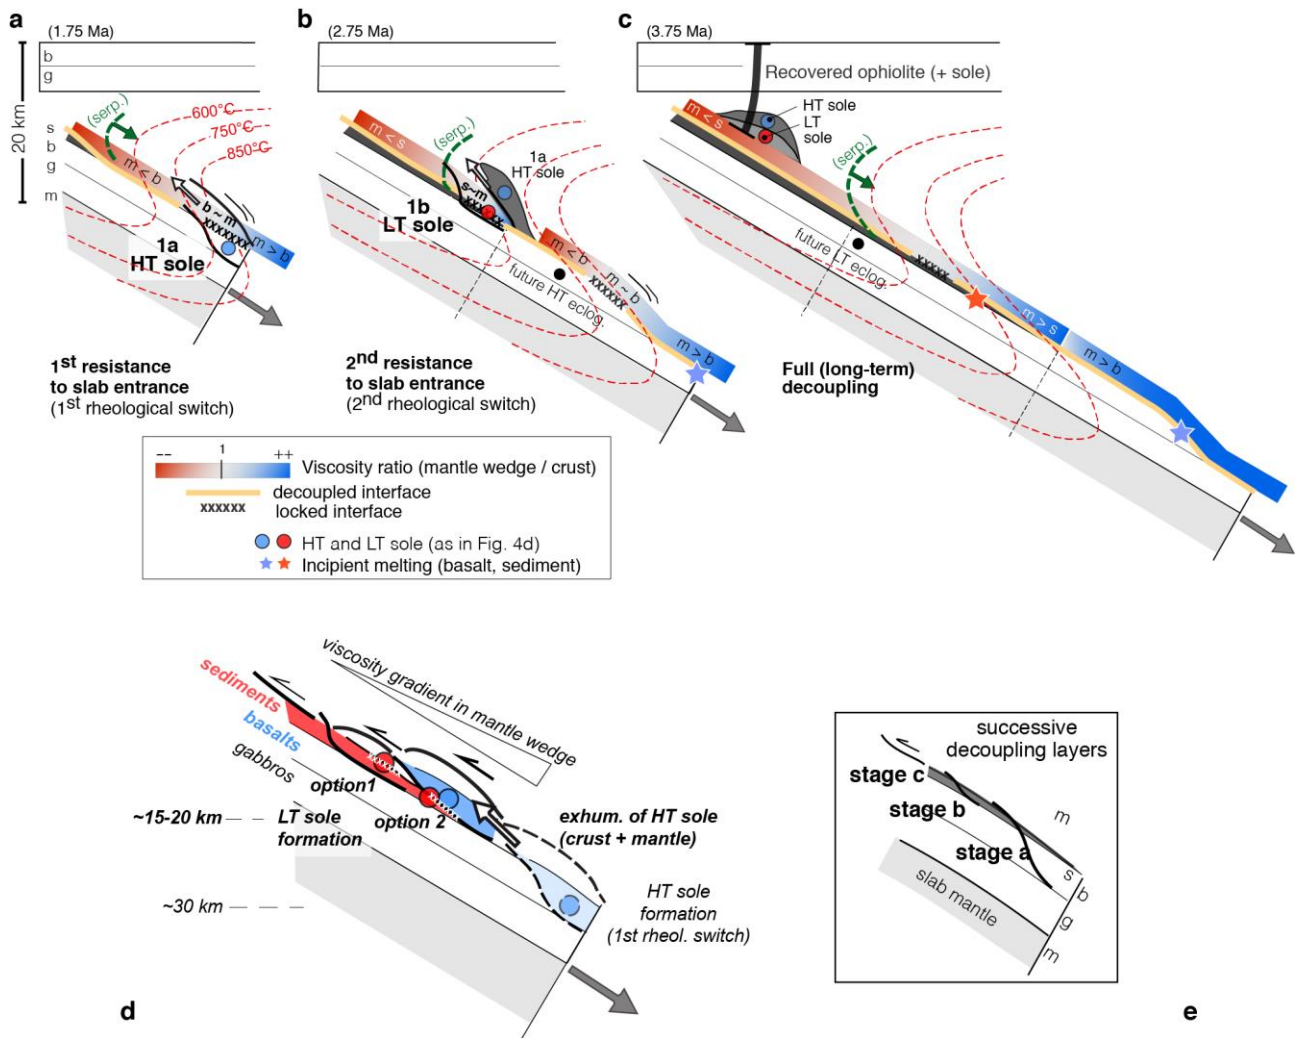 a
(1.75 Ma)
b
g
20 km
s
b
g
m
(serp.)
600°C
750°C
850°C
m < b
b ~ m
xxxxxxx
m > b
1a
HT sole
1st resistance
to slab entrance
(1st rheological switch)
b
(2.75 Ma)
(serp.)
m < s
s~m
xxxxxx
1a
HT sole
1b
LT sole
m < b
m ~ b
xxxxxx
future HT eclog.
m > b
2nd resistance
to slab entrance
(2nd rheological switch)
c
(3.75 Ma)
Recovered ophiolite (+ sole)
HT sole
LT
sole
m < s
(serp.)
future LT eclog.
xxxxx
m > s
m > b
Full (long-term)
decoupling
-- 1 ++
Viscosity ratio (mantle wedge / crust)
decoupled interface
xxxxxx locked interface
HT and LT sole (as in Fig. 4d)
Incipient melting (basalt, sediment)
viscosity gradient in mantle wedge
sediments
basalts
gabbros
option1
option 2
~15-20 km
LT sole
formation
exhum. of HT sole
(crust + mantle)
~30 km
HT sole
formation
(1st rheol. switch)
d
successive
decoupling layers
stage c
stage b
stage a
m
s
b
g
m
slab mantle
e